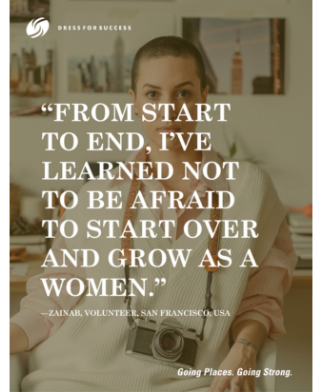 DRESS FOR SUCCESS
“FROM START
TO END, I’VE
LEARNED NOT
TO BE AFRAID
TO START OVER
AND GROW AS A
WOMEN.”
—ZAINAB, VOLUNTEER, SAN FRANCISCO, USA
Going Places. Going Strong.